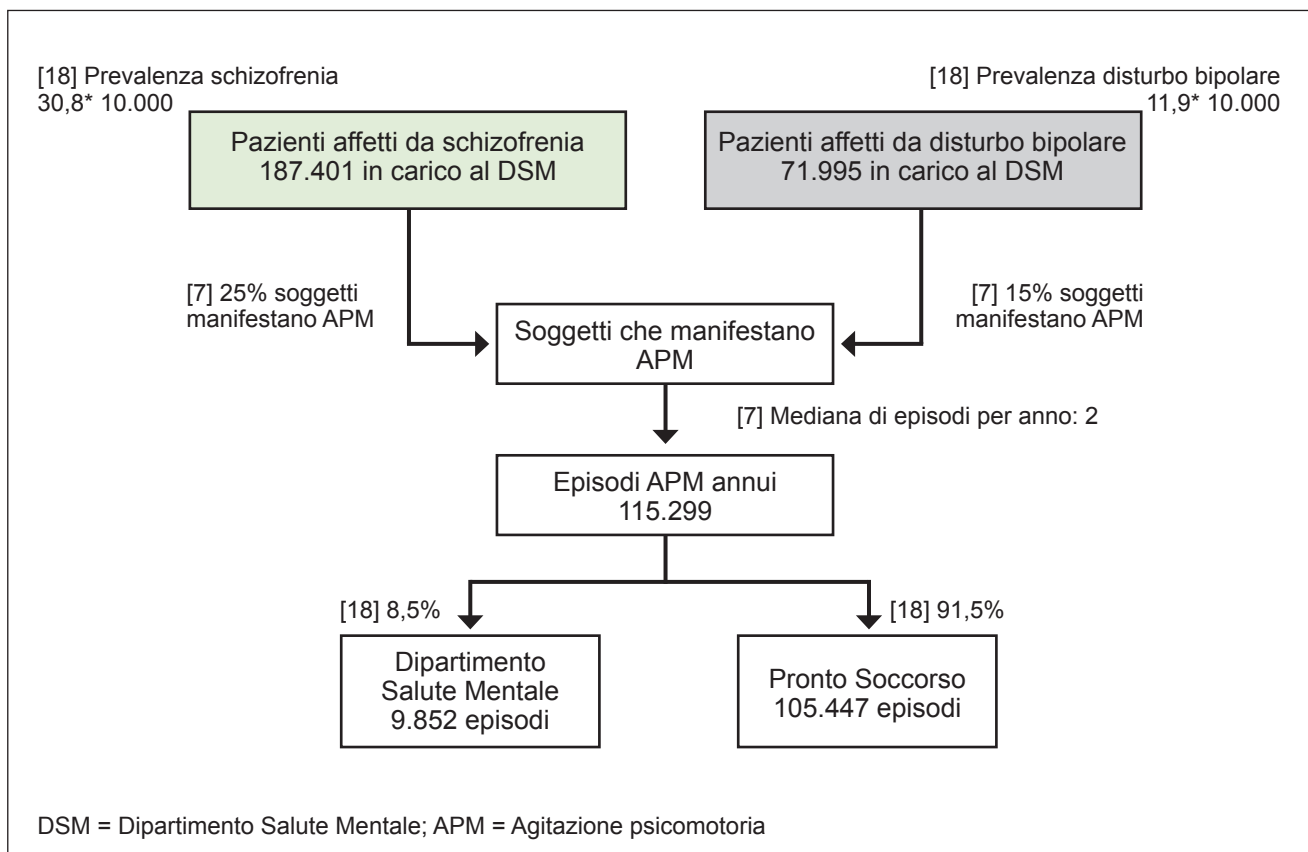 [18] Prevalenza schizofrenia
30,8* 10.000
[18] Prevalenza disturbo bipolare
11,9* 10.000
Pazienti affetti da schizofrenia
187.401 in carico al DSM
Pazienti affetti da disturbo bipolare
71.995 in carico al DSM
[7] 25% soggetti
manifestano APM
[7] 15% soggetti
manifestano APM
Soggetti che manifestano
APM
[7] Mediana di episodi per anno: 2
Episodi APM annui
115.299
[18] 8,5%
[18] 91,5%
Dipartimento
Salute Mentale
9.852 episodi
Pronto Soccorso
105.447 episodi
DSM = Dipartimento Salute Mentale; APM = Agitazione psicomotoria